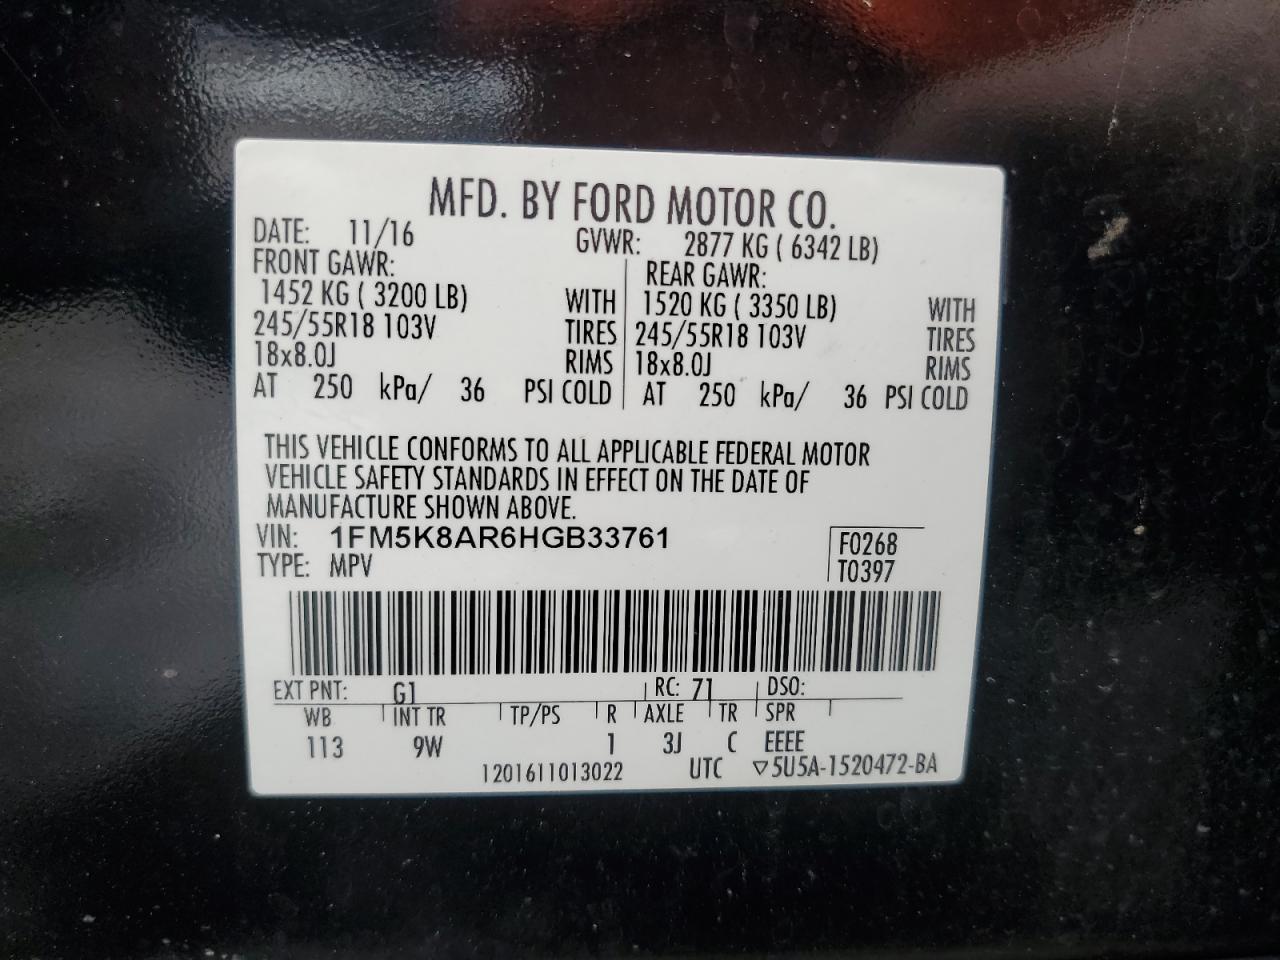 MFD. BY FORD MOTOR CO.
DATE: 11/16 GVWR: 2877 KG ( 6342 LB)
FRONT GAWR: REAR GAWR:
1452 KG ( 3200 LB) WITH 1520 KG ( 3350 LB) WITH
245/55R18 103V TIRES 245/55R18 103V TIRES
18x8.0J RIMS 18x8.0J RIMS
AT 250 kPa/ 36 PSI COLD AT 250 kPa/ 36 PSI COLD
THIS VEHICLE CONFORMS TO ALL APPLICABLE FEDERAL MOTOR
VEHICLE SAFETY STANDARDS IN EFFECT ON THE DATE OF
MANUFACTURE SHOWN ABOVE.
VIN: 1FM5K8AR6HGB33761 F0268
TYPE: MPV T0397
EXT PNT: G1 RC: 71 DSO:
WB INT TR TP/PS R AXLE TR SPR
113 9W 1 3J C EEEE
1201611013022 UTC ▽5U5A-1520472-BA